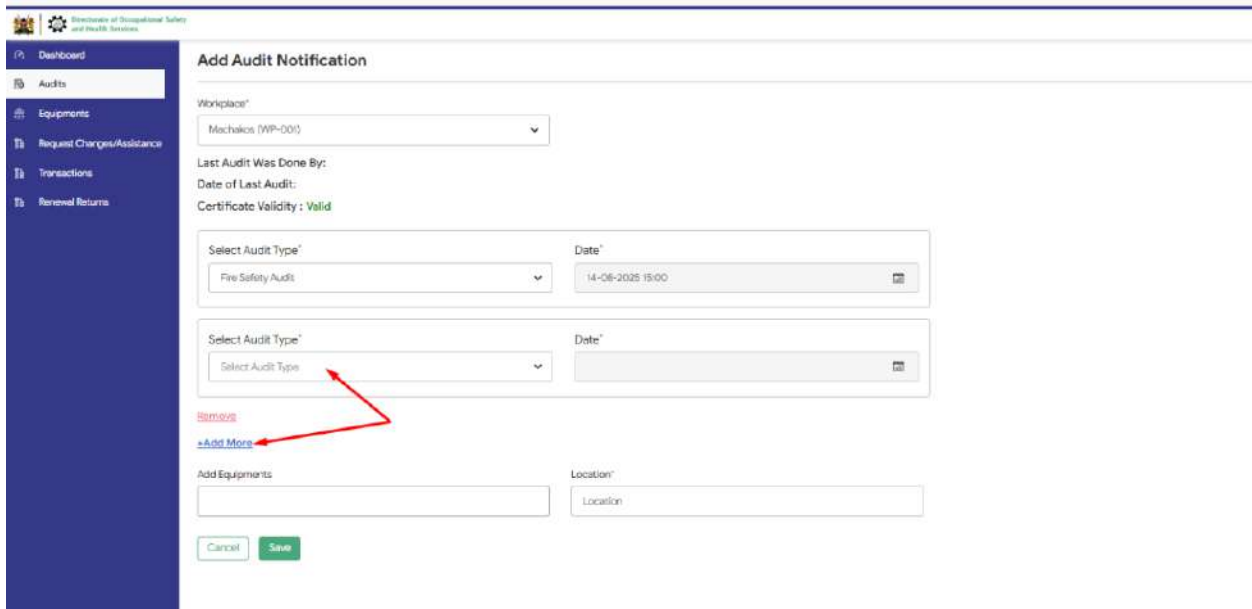 Directorate of Occupational Safety
and Health Services
Dashboard
Audits
Equipments
Request Changes/Assistance
Transactions
Renewal Returns
Add Audit Notification
Workplace*
Machakos (WP-001)
Last Audit Was Done By:
Date of Last Audit:
Certificate Validity : Valid
Select Audit Type* Date*
Fire Safety Audit 14-08-2025 15:00
Select Audit Type* Date*
Select Audit Type
Remove
+Add More
Add Equipments Location*
Location
Cancel Save